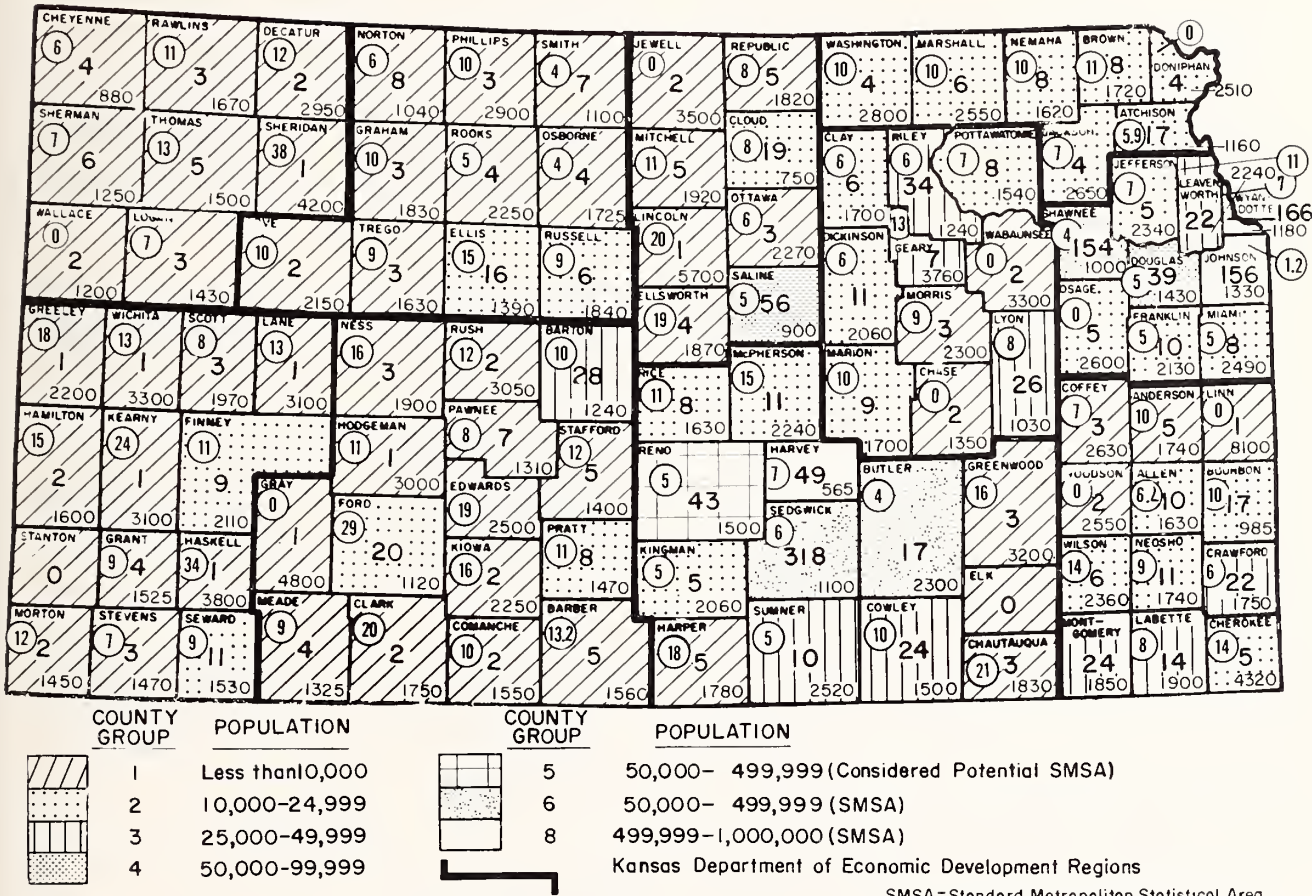 CHEYENNE RAWLINS DECATUR NORTON PHILLIPS SMITH JEWELL REPUBLIC WASHINGTON MARSHALL NEMAHA BROWN 0
6 4 11 3 12 2 6 8 10 3 4 7 0 2 8 5 10 4 10 6 10 8 11 8 DONIPHAN 4
880 1670 2950 1040 2900 1100 3500 1820 2800 2550 1620 1720 2510
SHERMAN THOMAS SHERIDAN GRAHAM ROOKS OSBORNE MITCHELL CLOUD CLAY RILEY POTTAWATOMIE JACKSON ATCHISON
7 6 13 5 38 1 10 3 5 4 4 4 11 5 8 19 6 6 6 34 7 8 7 4 5.9 17
1250 1500 4200 1830 2250 1725 1920 750 1700 1240 1540 2650 1160
JEFFERSON LEAVENWORTH WYANDOTTE
7 5 22 2240 11 7 166
2340 1180
WALLACE LOGAN GOVE TREGO ELLIS RUSSELL LINCOLN OTTAWA DICKINSON GEARY WABAUNSEE SHAWNEE DOUGLAS JOHNSON
0 2 7 3 10 2 9 3 15 16 9 6 20 1 6 3 6 11 13 7 0 2 4 154 5 39 156 1.2
1200 1430 2150 1630 1390 1840 5700 2270 2060 3760 3300 1000 1430 1330
ELLSWORTH SALINE MORRIS LYON OSAGE FRANKLIN MIAMI
19 4 5 56 9 3 8 26 0 5 5 10 5 8
1870 900 2300 1030 2600 2130 2490
GREELEY WICHITA SCOTT LANE NESS RUSH BARTON RICE McPHERSON MARION CHASE COFFEY ANDERSON LINN
18 1 13 1 8 3 13 1 16 3 12 2 10 28 11 8 15 11 10 9 0 2 7 3 10 5 0 1
2200 3300 1970 3100 1900 3050 1240 1630 2240 1700 1350 2630 1740 8100
HAMILTON KEARNY FINNEY HODGEMAN PAWNEE STAFFORD RENO HARVEY BUTLER GREENWOOD WOODSON ALLEN BOURBON
15 2 24 1 11 9 11 8 7 12 5 5 43 7 49 4 17 16 3 0 2 10 10 17
1600 3100 2110 3000 1310 1400 1500 565 2300 3200 2550 1630 985
GRAY FORD EDWARDS SEDGWICK
0 1 29 20 19 6 318
4800 1120 2500 1100
STANTON GRANT HASKELL KIOWA PRATT KINGMAN ELK WILSON NEOSHO CRAWFORD
0 9 4 34 1 16 2 11 8 5 5 0 14 6 9 11 6 22
1525 3800 2250 1470 2060 2360 1740 1750
MORTON STEVENS SEWARD MEADE CLARK COMANCHE BARBER HARPER SUMNER COWLEY CHAUTAUQUA MONT-GOMERY LABETTE CHEROKEE
12 2 7 3 9 11 9 4 20 2 10 2 13.2 5 18 5 5 10 10 24 21 3 24 8 14 14 5
1450 1470 1530 1325 1750 1550 1560 1780 2520 1500 1830 1850 1900 4320
COUNTY GROUP POPULATION COUNTY GROUP POPULATION
1 Less than10,000
2 10,000-24,999
3 25,000-49,999
4 50,000-99,999
5 50,000- 499,999 (Considered Potential SMSA)
6 50,000- 499,999 (SMSA)
8 499,999-1,000,000 (SMSA)
Kansas Department of Economic Development Regions
SMSA=Standard Metropolitan Statistical Area